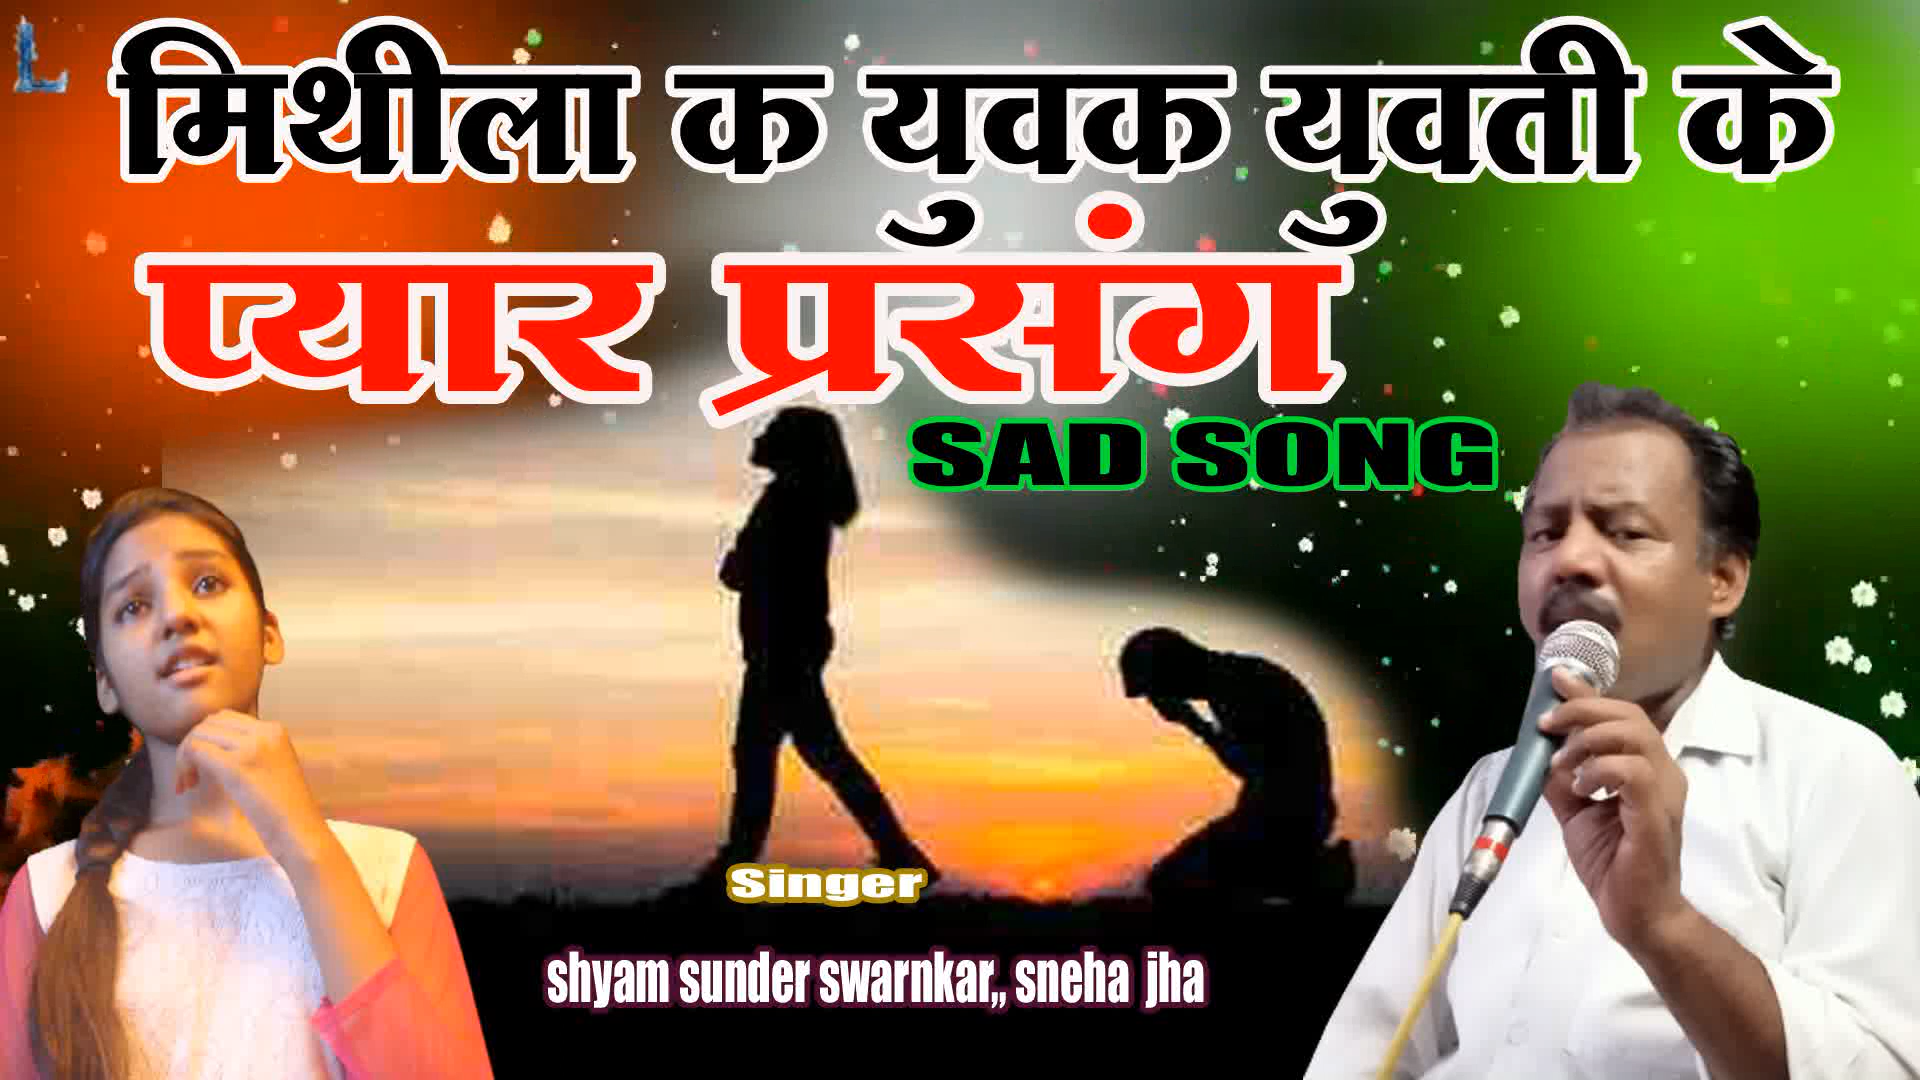 L
मिथीला क युवक युवती के
प्यार प्रसंग
SAD SONG
Singer
shyam sunder swarnkar,, sneha jha